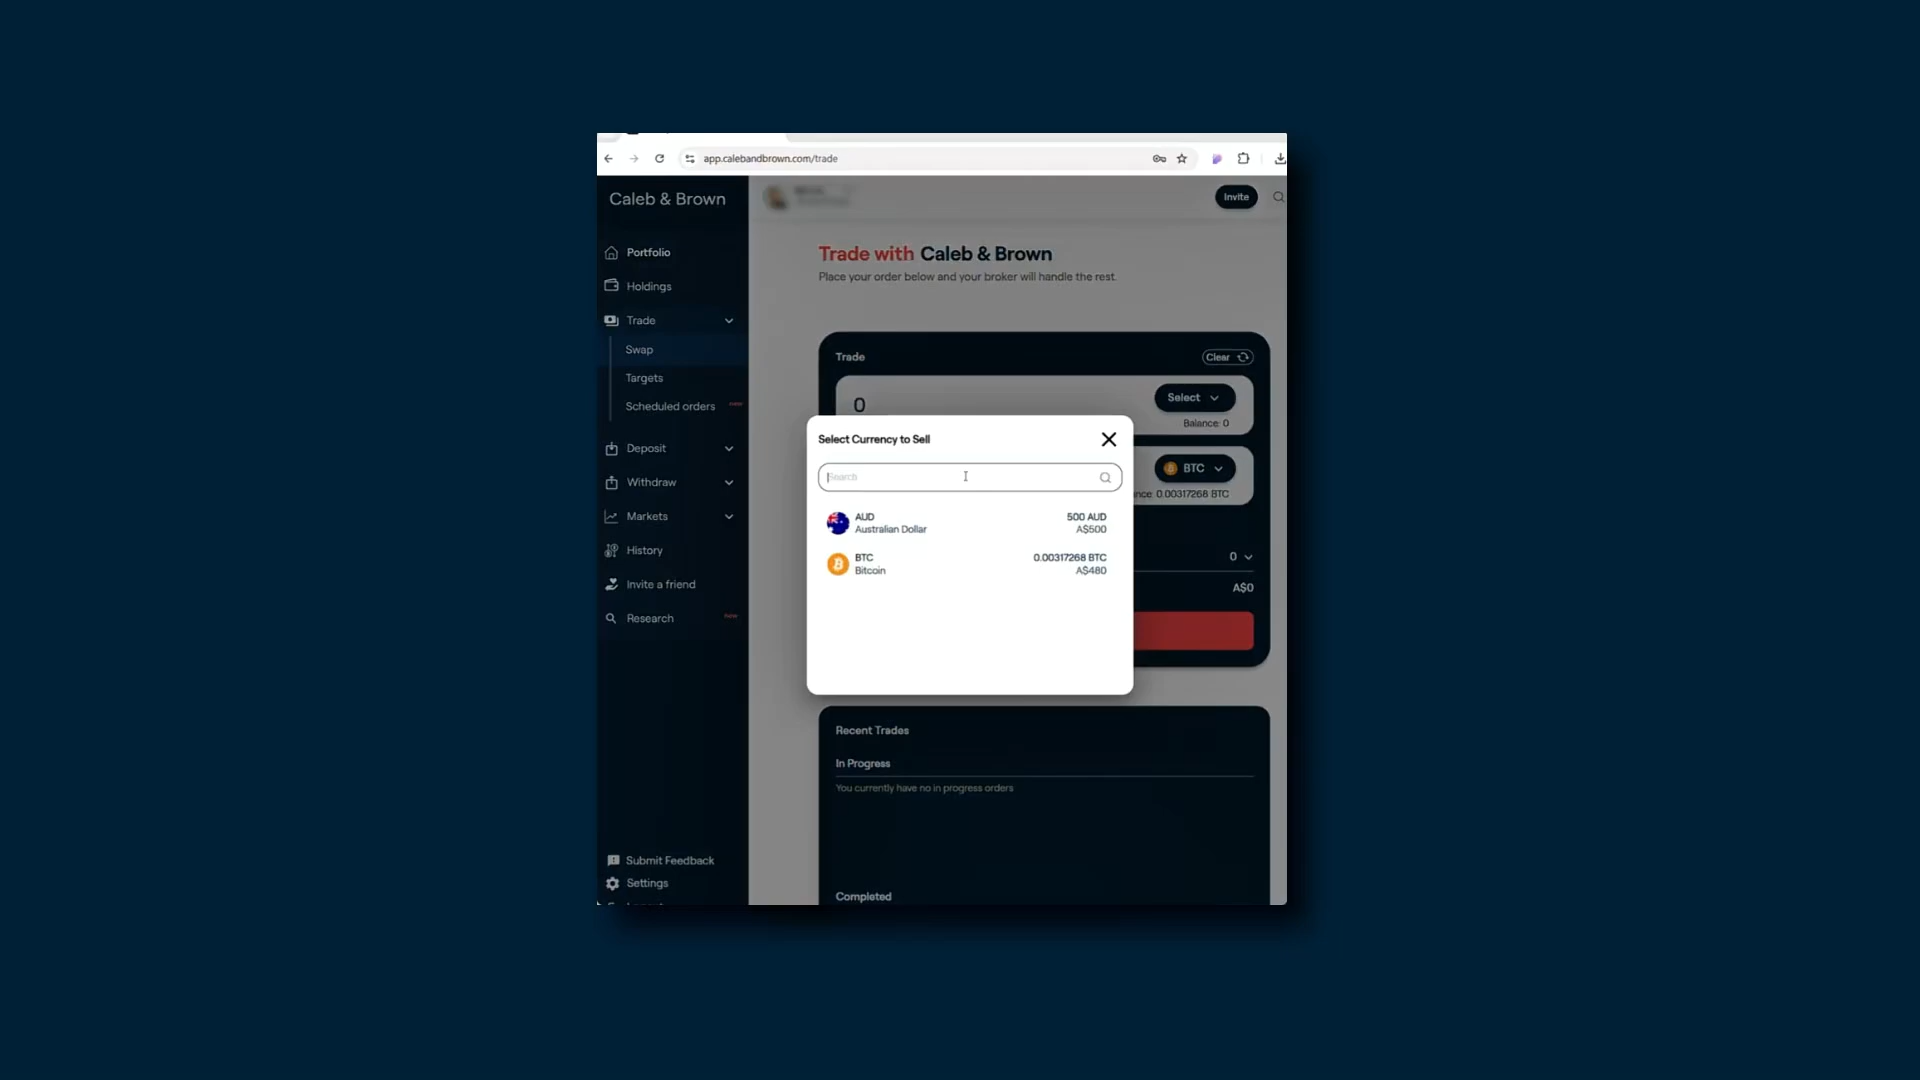 app.calebandbrown.com/trade
Caleb & Brown
Invite
Portfolio
Holdings
Trade
Swap
Targets
Scheduled orders new
Deposit
Withdraw
Markets
History
Invite a friend
Research new
Submit Feedback
Settings
Trade with Caleb & Brown
Place your order below and your broker will handle the rest.
Trade
Clear
0
Select
Balance: 0
BTC
nce: 0.00317268 BTC
0
A$0
Select Currency to Sell
Search
AUD
500 AUD
Australian Dollar
A$500
BTC
0.00317268 BTC
Bitcoin
A$480
Recent Trades
In Progress
You currently have no in progress orders
Completed